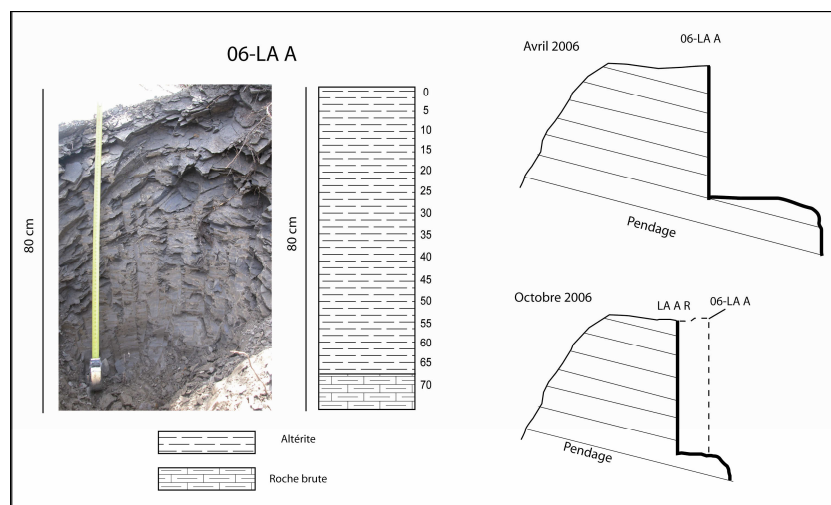 06-LA A
80 cm
80 cm
0
5
10
15
20
25
30
35
40
45
50
55
60
65
70
Altérite
Roche brute
Avril 2006
06-LA A
Pendage
Octobre 2006
LA A R
06-LA A
Pendage